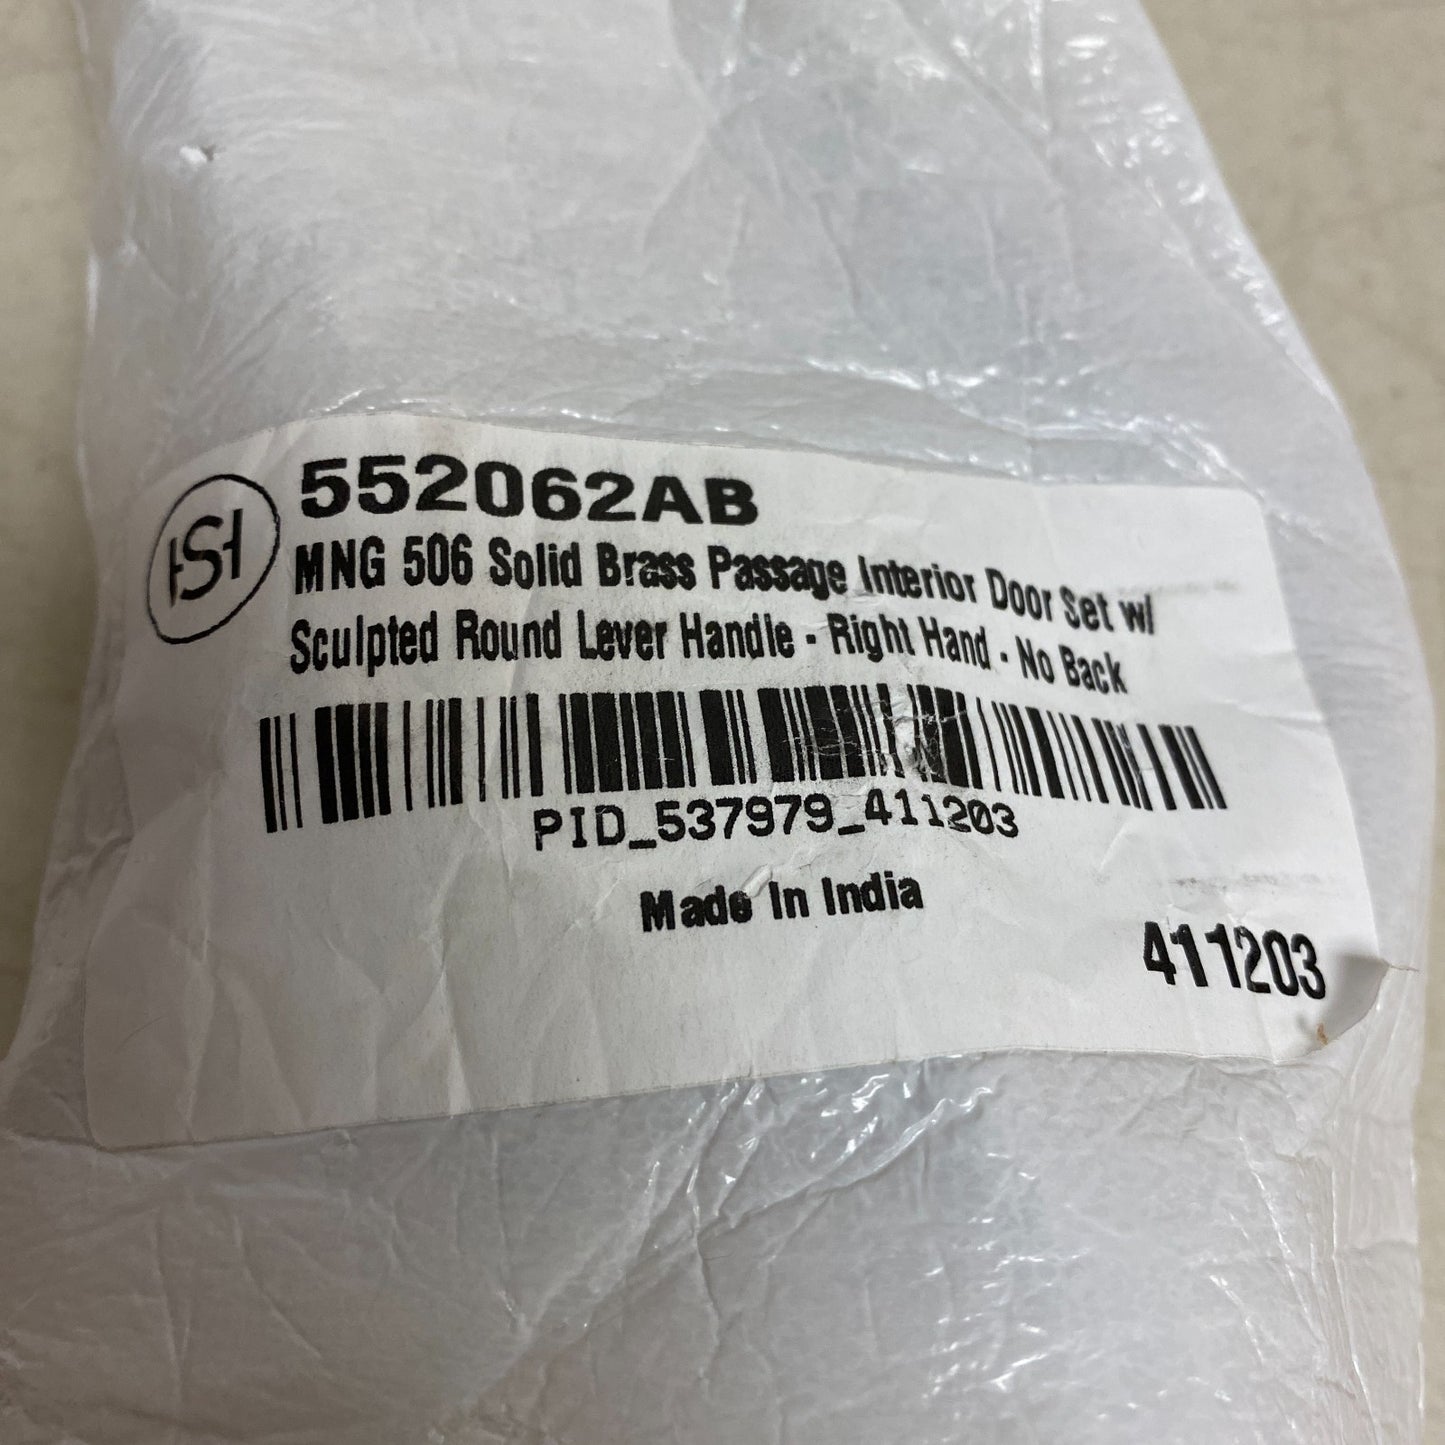 HSH
552062AB
MNG 506 Solid Brass Passage Interior Door Set w/
Sculpted Round Lever Handle - Right Hand - No Back
PID_537979_411203
Made In India
411203